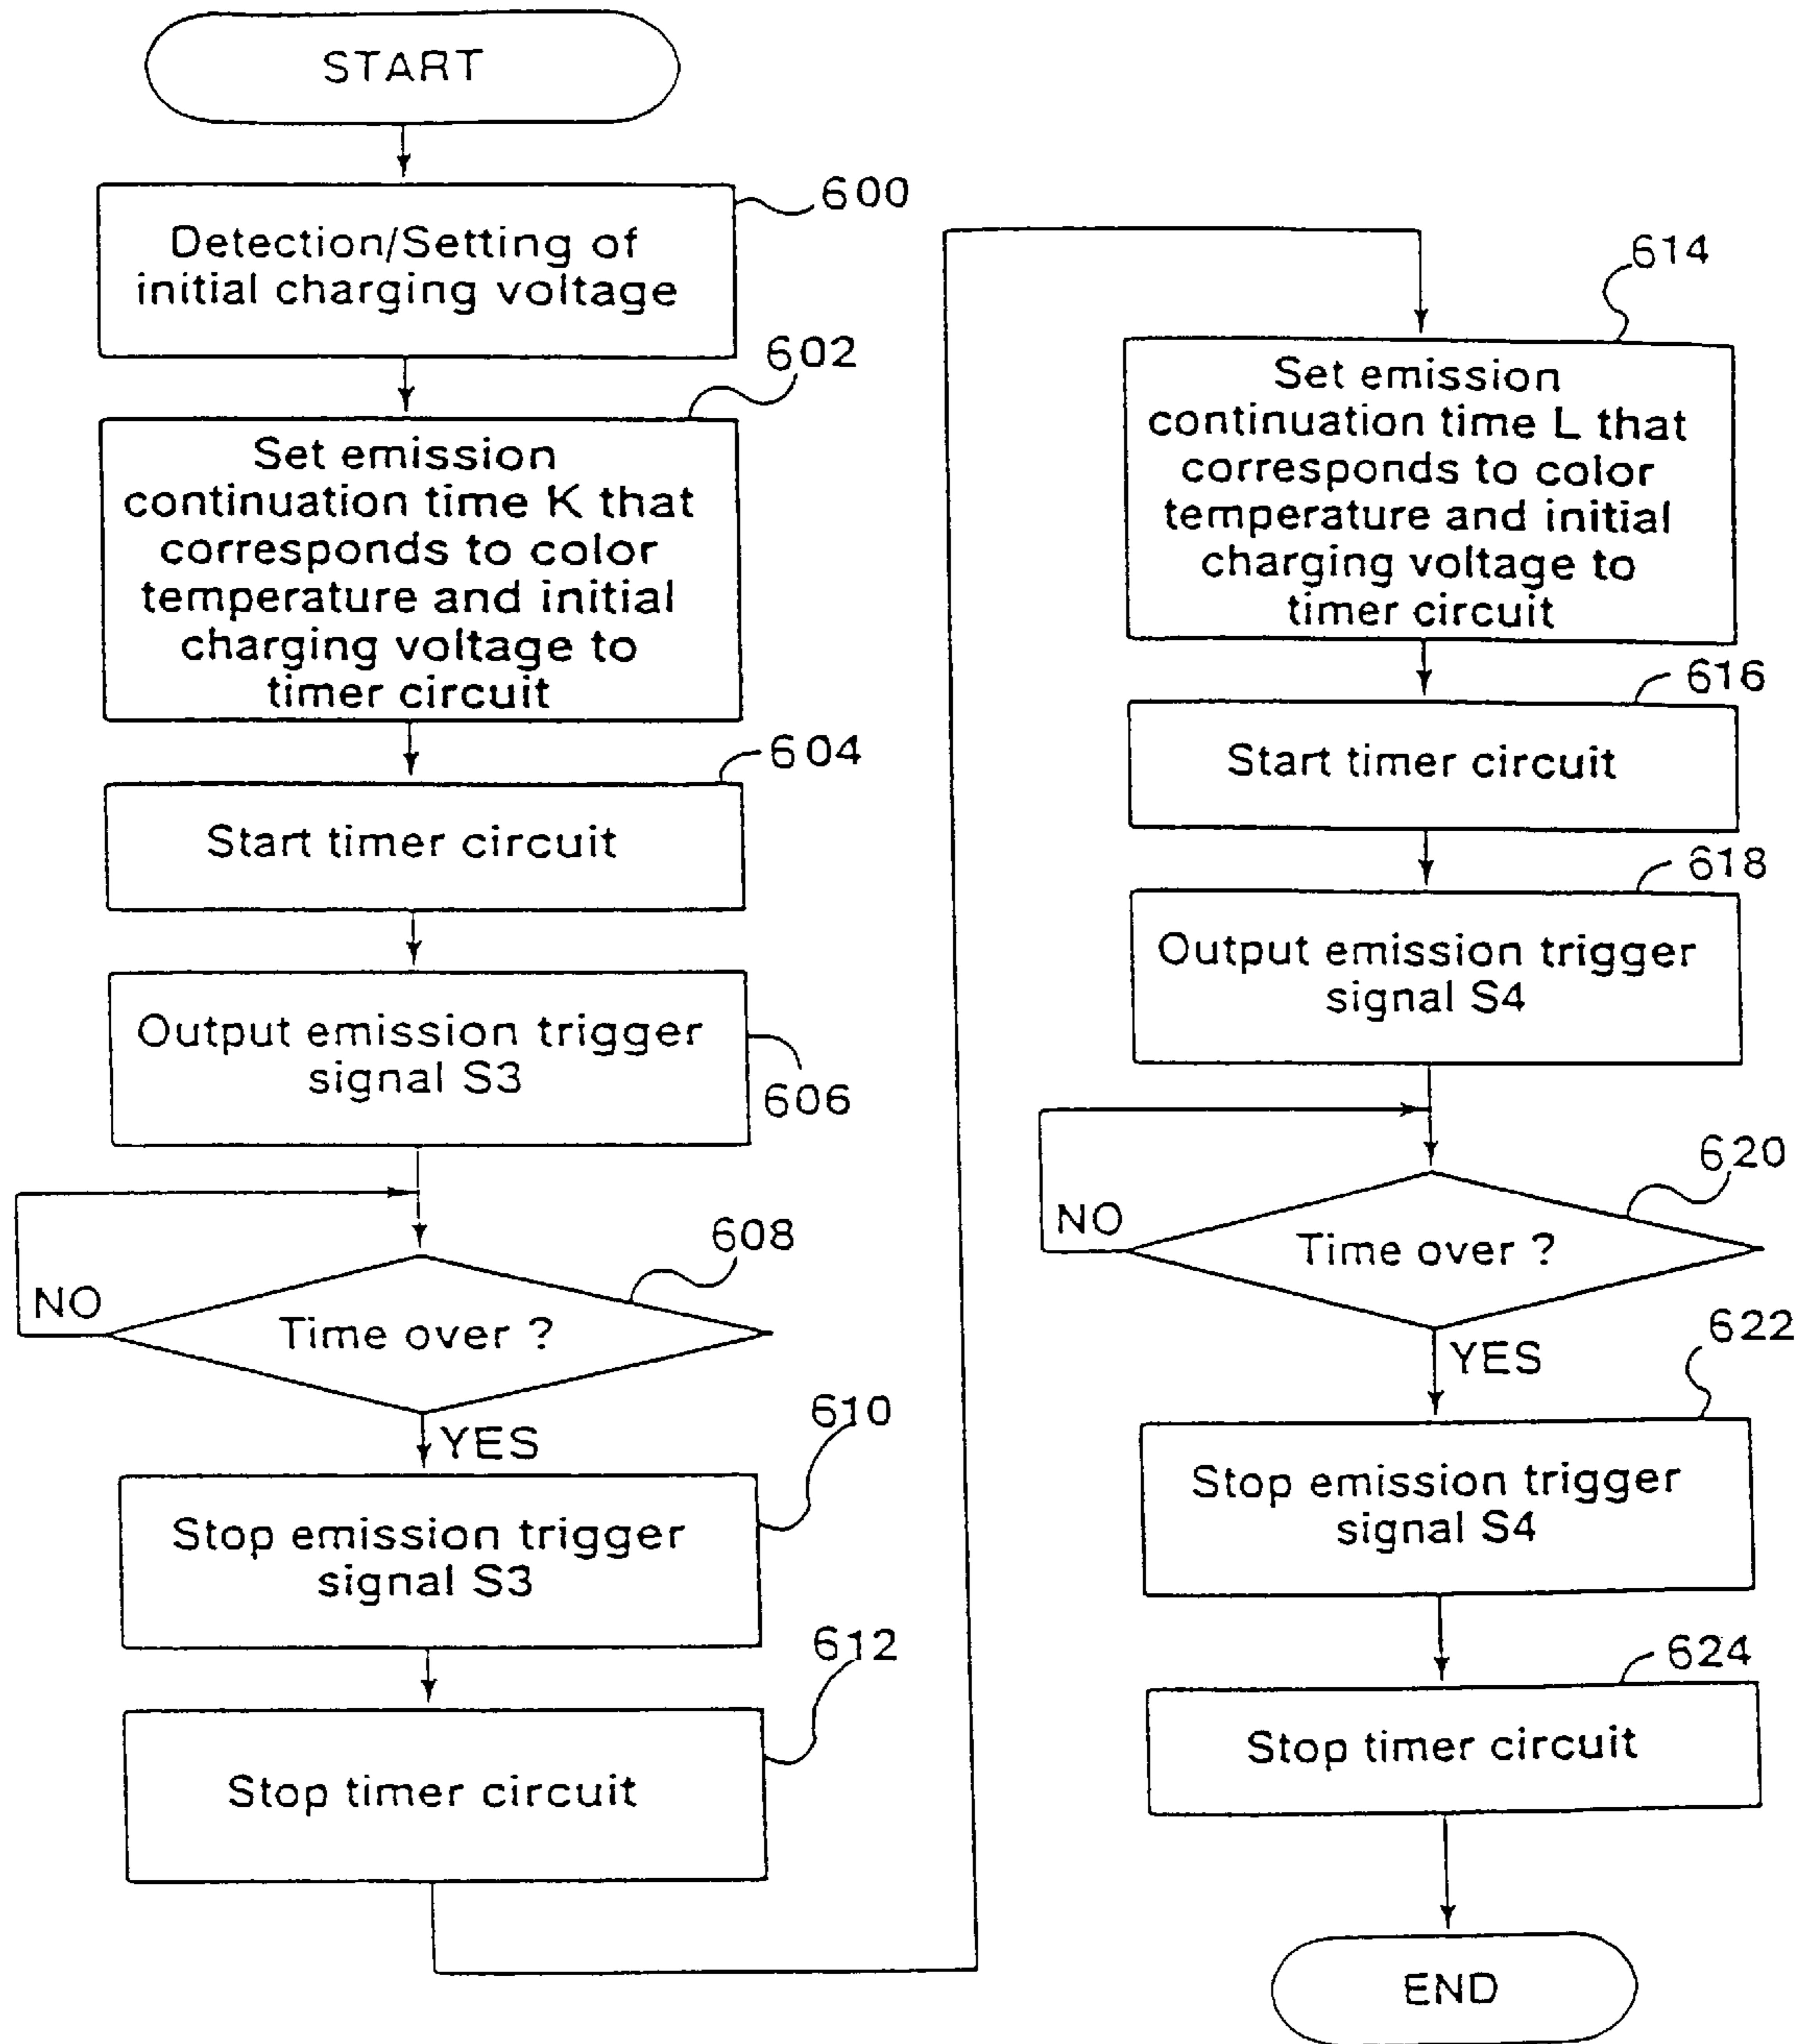 START
600
Detection/Setting of
initial charging voltage
602
Set emission
continuation time K that
corresponds to color
temperature and initial
charging voltage to
timer circuit
604
Start timer circuit
Output emission trigger
signal S3
606
608
NO
Time over ?
YES
610
Stop emission trigger
signal S3
612
Stop timer circuit
614
Set emission
continuation time L that
corresponds to color
temperature and initial
charging voltage to
timer circuit
616
Start timer circuit
618
Output emission trigger
signal S4
620
NO
Time over ?
YES
622
Stop emission trigger
signal S4
624
Stop timer circuit
END